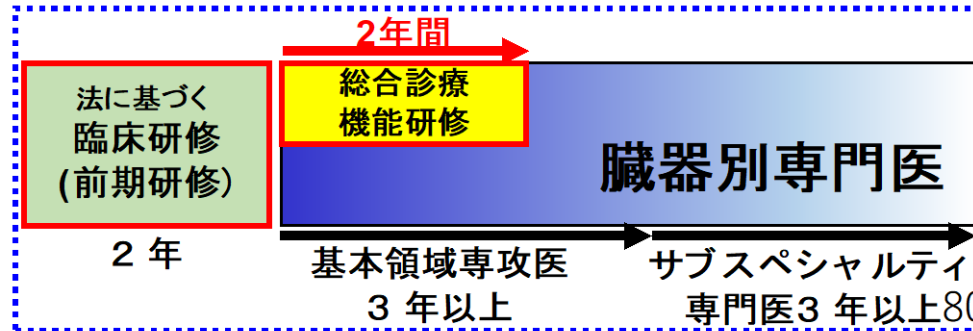 2年間
法に基づく
臨床研修
(前期研修)
2 年
総合診療
機能研修
臓器別専門医
基本領域専攻医
3 年以上
サブスペシャルティ
専門医3 年以上80